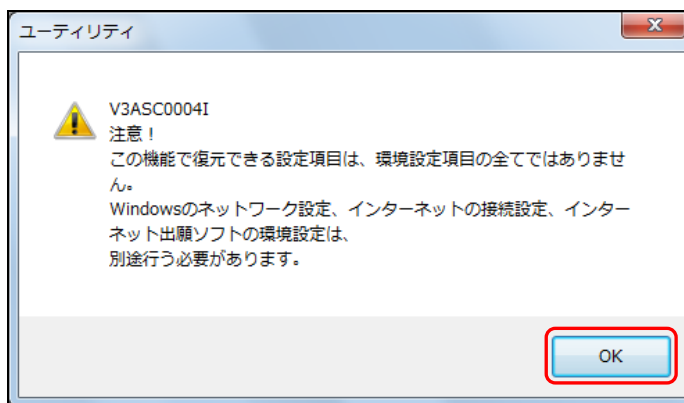 ユーティリティ
V3ASC0004I
注意！
この機能で復元できる設定項目は、環境設定項目の全てではありませ
ん。
Windowsのネットワーク設定、インターネットの接続設定、インター
ネット出願ソフトの環境設定は、
別途行う必要があります。
OK